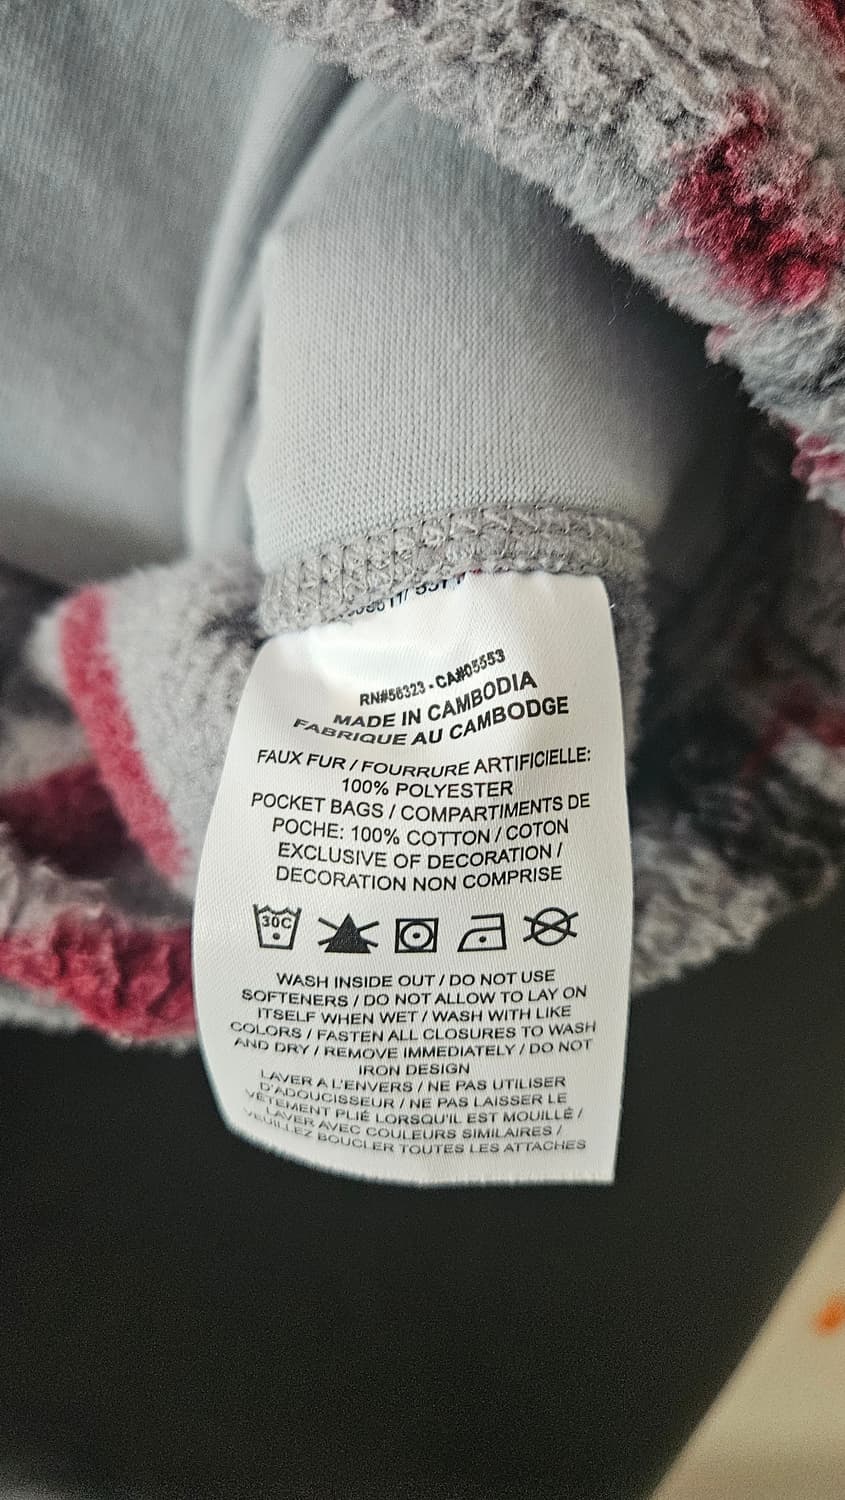 RN#56323 - CA#05553
MADE IN CAMBODIA
FABRIQUE AU CAMBODGE
FAUX FUR / FOURRURE ARTIFICIELLE:
100% POLYESTER
POCKET BAGS / COMPARTIMENTS DE
POCHE: 100% COTTON / COTON
EXCLUSIVE OF DECORATION /
DECORATION NON COMPRISE
30C
WASH INSIDE OUT / DO NOT USE
SOFTENERS / DO NOT ALLOW TO LAY ON
ITSELF WHEN WET / WASH WITH LIKE
COLORS / FASTEN ALL CLOSURES TO WASH
AND DRY / REMOVE IMMEDIATELY / DO NOT
IRON DESIGN
LAVER A L'ENVERS / NE PAS UTILISER
D'ADOUCISSEUR / NE PAS LAISSER LE
VÊTEMENT PLIÉ LORSQU'IL EST MOUILLÉ /
LAVER AVEC COULEURS SIMILAIRES /
VEUILLEZ BOUCLER TOUTES LES ATTACHES